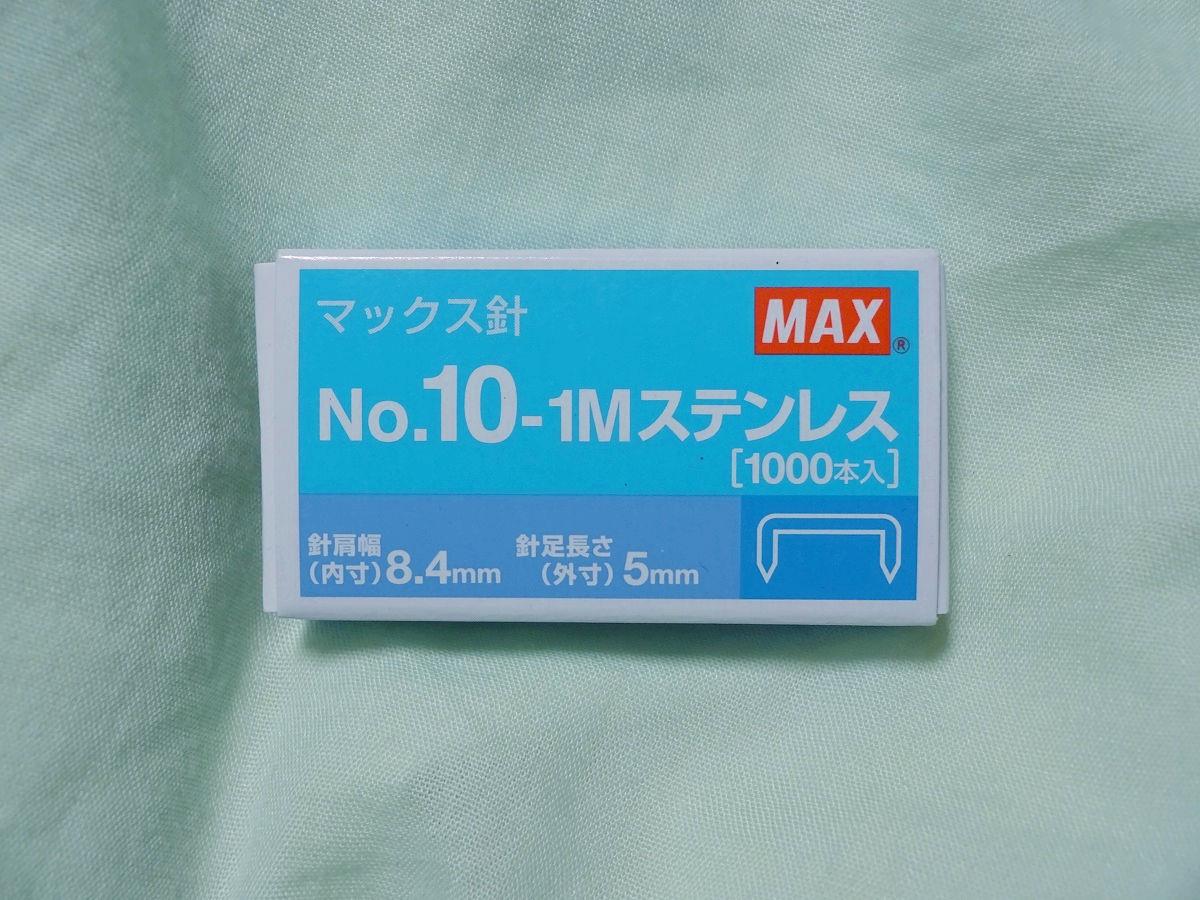 マックス針
MAX®
No.10-1Mステンレス
[1000本入]
針肩幅
(内寸)8.4mm
針足長さ
(外寸)5mm